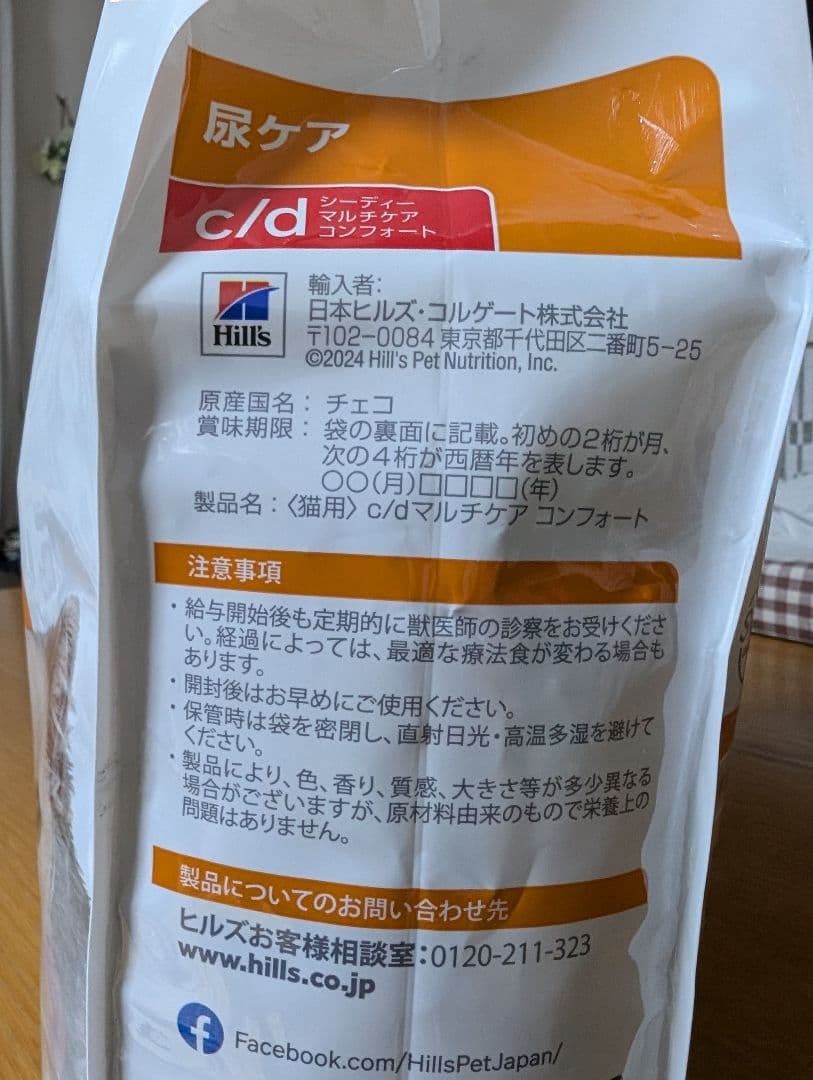 尿ケア
c/d シーディー
マルチケア
コンフォート
Hill's
輸入者:
日本ヒルズ・コルゲート株式会社
〒102-0084 東京都千代田区二番町5-25
©2024 Hill's Pet Nutrition, Inc.
原産国名： チェコ
賞味期限： 袋の裏面に記載。初めの2桁が月、
次の4桁が西暦年を表します。
○○(月)□□□□(年)
製品名：〈猫用〉c/dマルチケア コンフォート
注意事項
・給与開始後も定期的に獣医師の診察をお受けくださ
い。経過によっては、最適な療法食が変わる場合も
あります。
・開封後はお早めにご使用ください。
・保管時は袋を密閉し、直射日光・高温多湿を避けて
ください。
・製品により、色、香り、質感、大きさ等が多少異なる
場合がございますが、原材料由来のもので栄養上の
問題はありません。
製品についてのお問い合わせ先
ヒルズお客様相談室：0120-211-323
www.hills.co.jp
Facebook.com/HillsPetJapan/